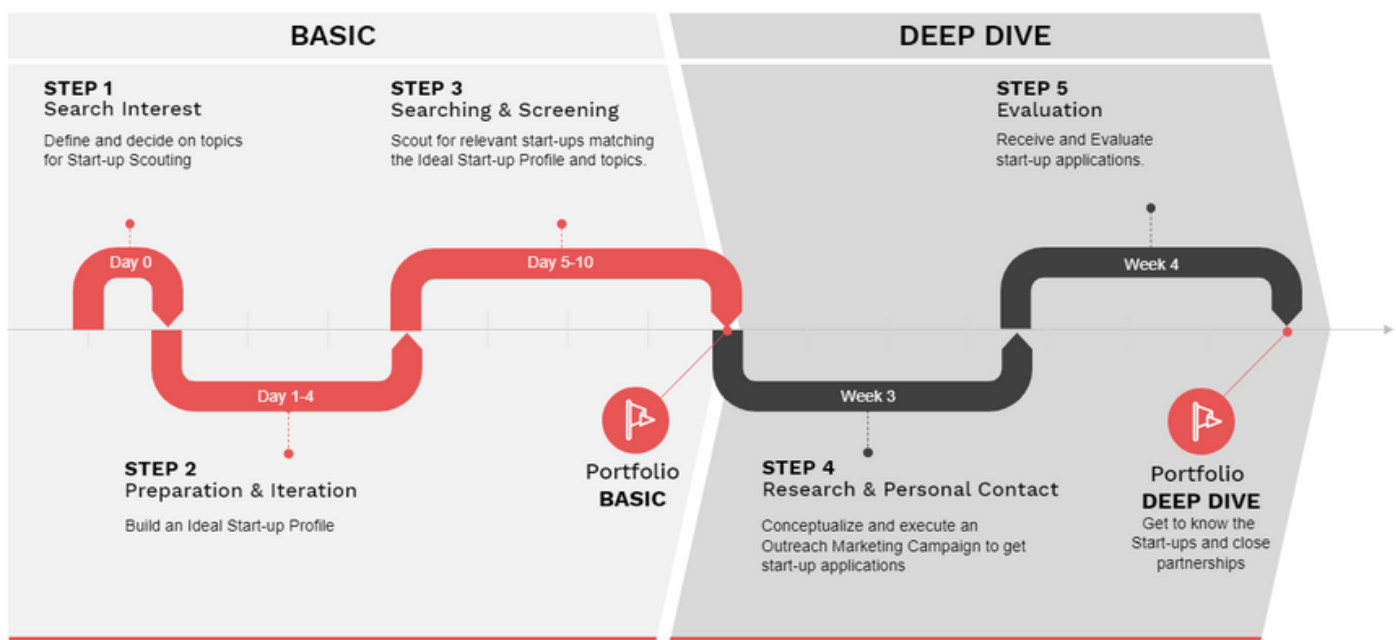 BASIC
DEEP DIVE
STEP 1
Search Interest
Define and decide on topics
for Start-up Scouting
STEP 3
Searching & Screening
Scout for relevant start-ups matching
the Ideal Start-up Profile and topics.
STEP 5
Evaluation
Receive and Evaluate
start-up applications.
Day 0
Day 5-10
Week 4
Day 1-4
Week 3
STEP 2
Preparation & Iteration
Build an Ideal Start-up Profile
Portfolio
BASIC
STEP 4
Research & Personal Contact
Conceptualize and execute an
Outreach Marketing Campaign to get
start-up applications
Portfolio
DEEP DIVE
Get to know the
Start-ups and close
partnerships